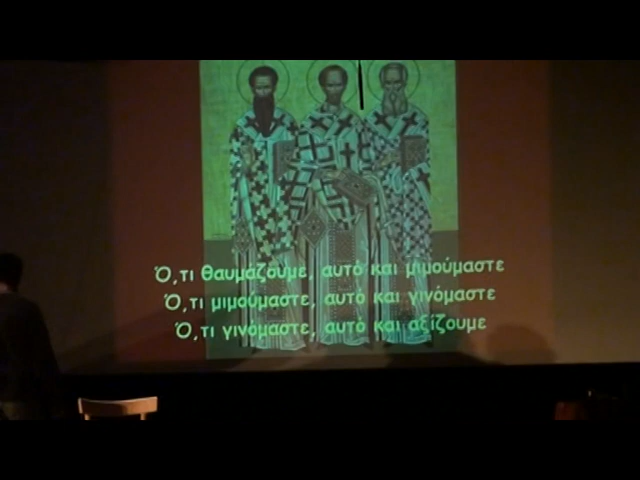 Ό,τι θαυμάζουμε, αυτό και μιμούμαστε
Ό,τι μιμούμαστε, αυτό και γινόμαστε
Ό,τι γινόμαστε, αυτό και αξίζουμε